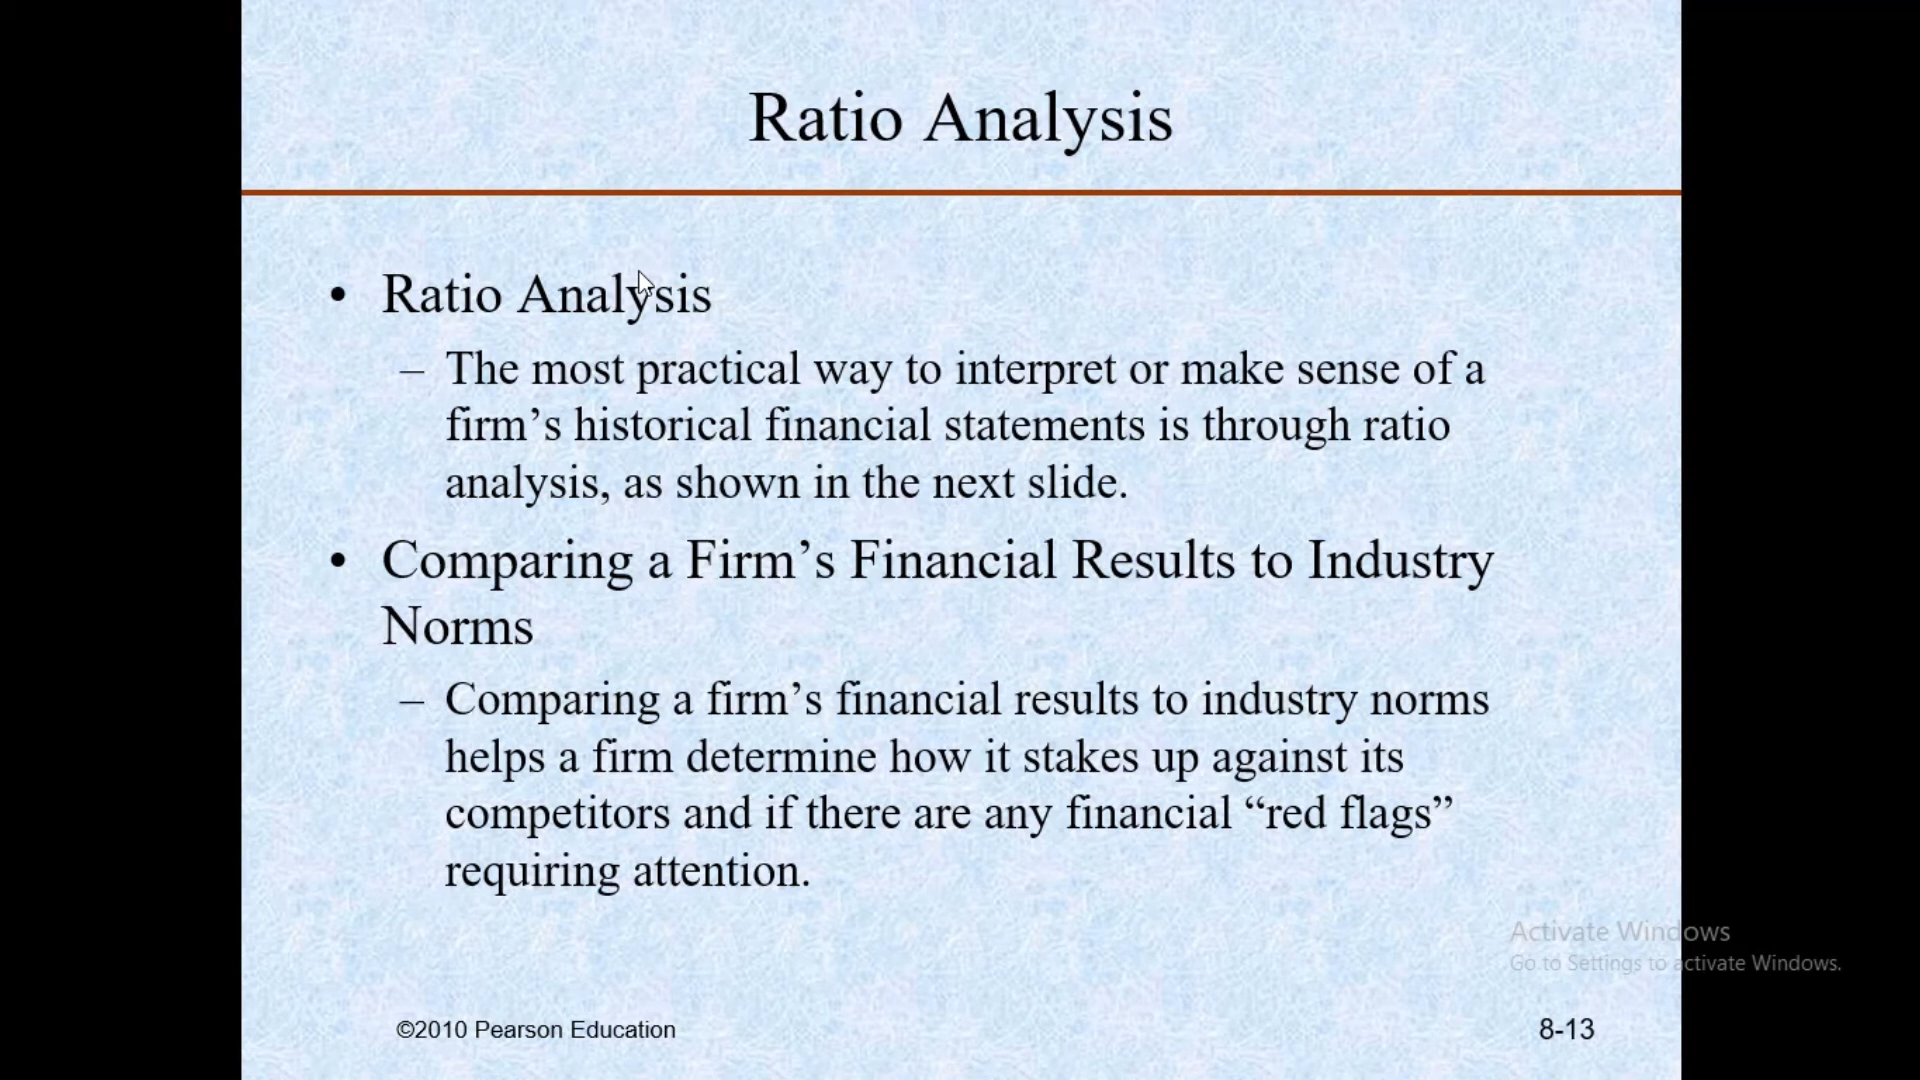 Ratio Analysis
• Ratio Analysis
– The most practical way to interpret or make sense of a
firm’s historical financial statements is through ratio
analysis, as shown in the next slide.
• Comparing a Firm’s Financial Results to Industry
Norms
– Comparing a firm’s financial results to industry norms
helps a firm determine how it stakes up against its
competitors and if there are any financial “red flags”
requiring attention.
Activate Windows
Go to Settings to activate Windows.
©2010 Pearson Education
8-13